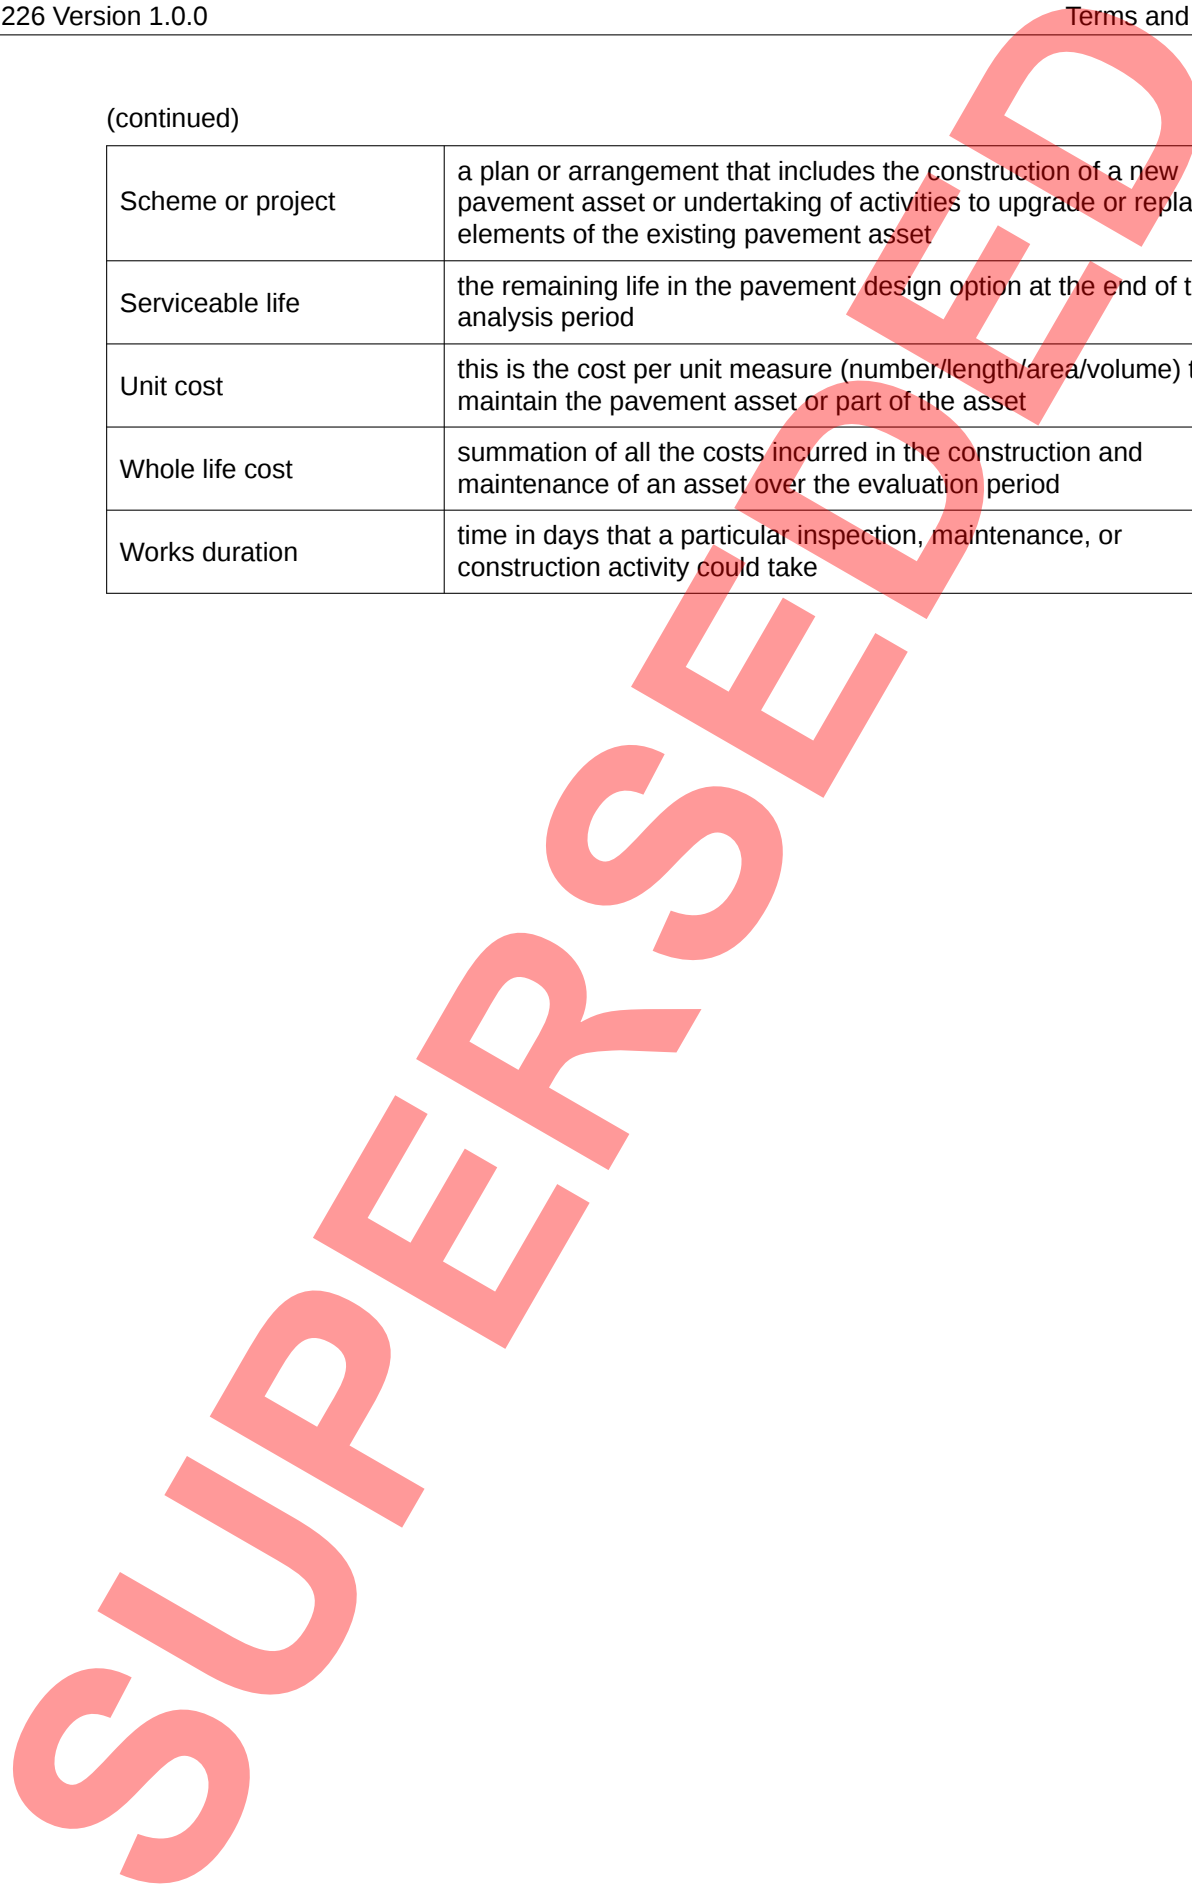 226 Version 1.0.0 Terms and
(continued)
Scheme or project
a plan or arrangement that includes the construction of a new
pavement asset or undertaking of activities to upgrade or repla
elements of the existing pavement asset
Serviceable life
the remaining life in the pavement design option at the end of t
analysis period
Unit cost
this is the cost per unit measure (number/length/area/volume) t
maintain the pavement asset or part of the asset
Whole life cost
summation of all the costs incurred in the construction and
maintenance of an asset over the evaluation period
Works duration
time in days that a particular inspection, maintenance, or
construction activity could take
SUPERSEDED